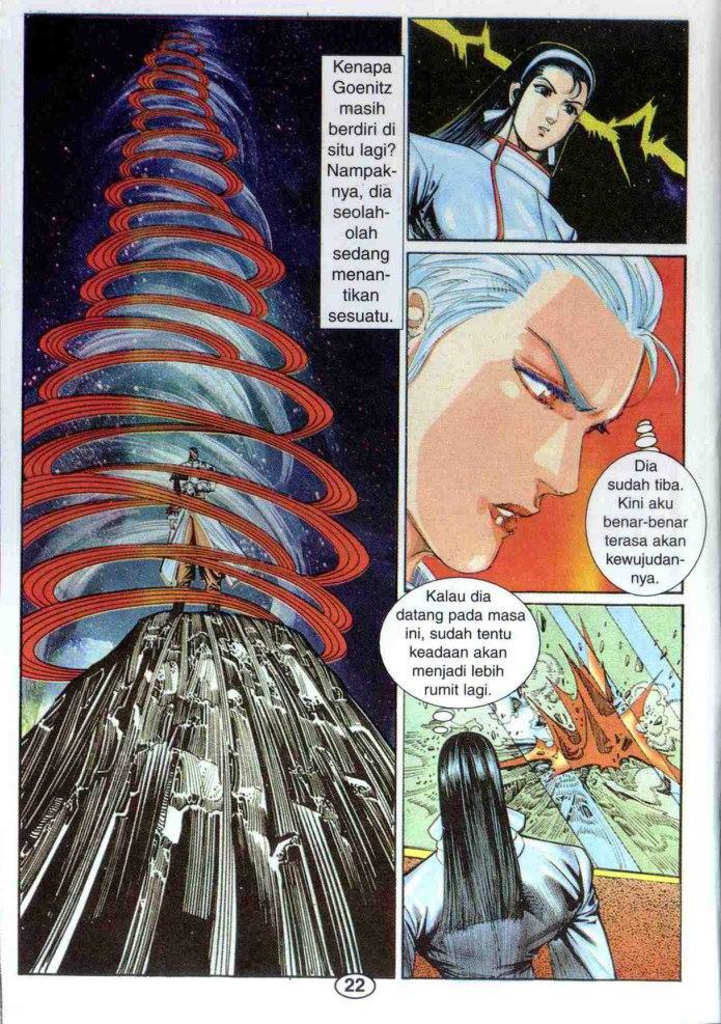 Kenapa
Goenitz
masih
berdiri di
situ lagi?
Nampak-
nya, dia
seolah-
olah
sedang
menan-
tikan
sesuatu.
Dia
sudah tiba.
Kini aku
benar-benar
terasa akan
kewujudan-
nya.
Kalau dia
datang pada masa
ini, sudah tentu
keadaan akan
menjadi lebih
rumit lagi.
22